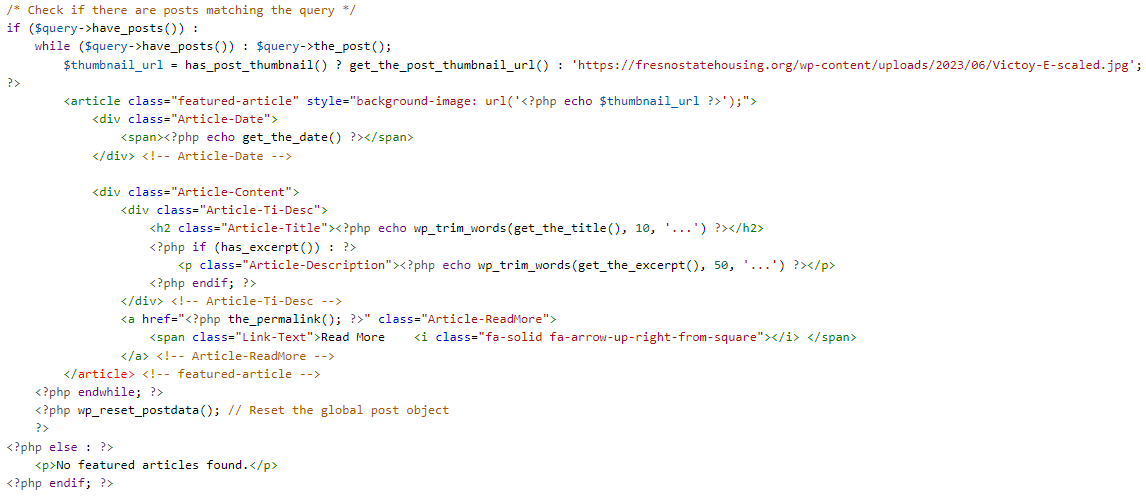 /* Check if there are posts matching the query */
if ($query->have_posts()) :
    while ($query->have_posts()) : $query->the_post();
        $thumbnail_url = has_post_thumbnail() ? get_the_post_thumbnail_url() : 'https://fresnostatehousing.org/wp-content/uploads/2023/06/Victoy-E-scaled.jpg';
?>
        <article class="featured-article" style="background-image: url('<?php echo $thumbnail_url ?>');">
            <div class="Article-Date">
                <span><?php echo get_the_date() ?></span>
            </div> <!-- Article-Date -->

            <div class="Article-Content">
                <div class="Article-Ti-Desc">
                    <h2 class="Article-Title"><?php echo wp_trim_words(get_the_title(), 10, '...') ?></h2>
                    <?php if (has_excerpt()) : ?>
                        <p class="Article-Description"><?php echo wp_trim_words(get_the_excerpt(), 50, '...') ?></p>
                    <?php endif; ?>
                </div> <!-- Article-Ti-Desc -->
                <a href="<?php the_permalink(); ?>" class="Article-ReadMore">
                    <span class="Link-Text">Read More    <i class="fa-solid fa-arrow-up-right-from-square"></i> </span>
                </a> <!-- Article-ReadMore -->
        </article> <!-- featured-article -->
    <?php endwhile; ?>
    <?php wp_reset_postdata(); // Reset the global post object
    ?>
<?php else : ?>
    <p>No featured articles found.</p>
<?php endif; ?>